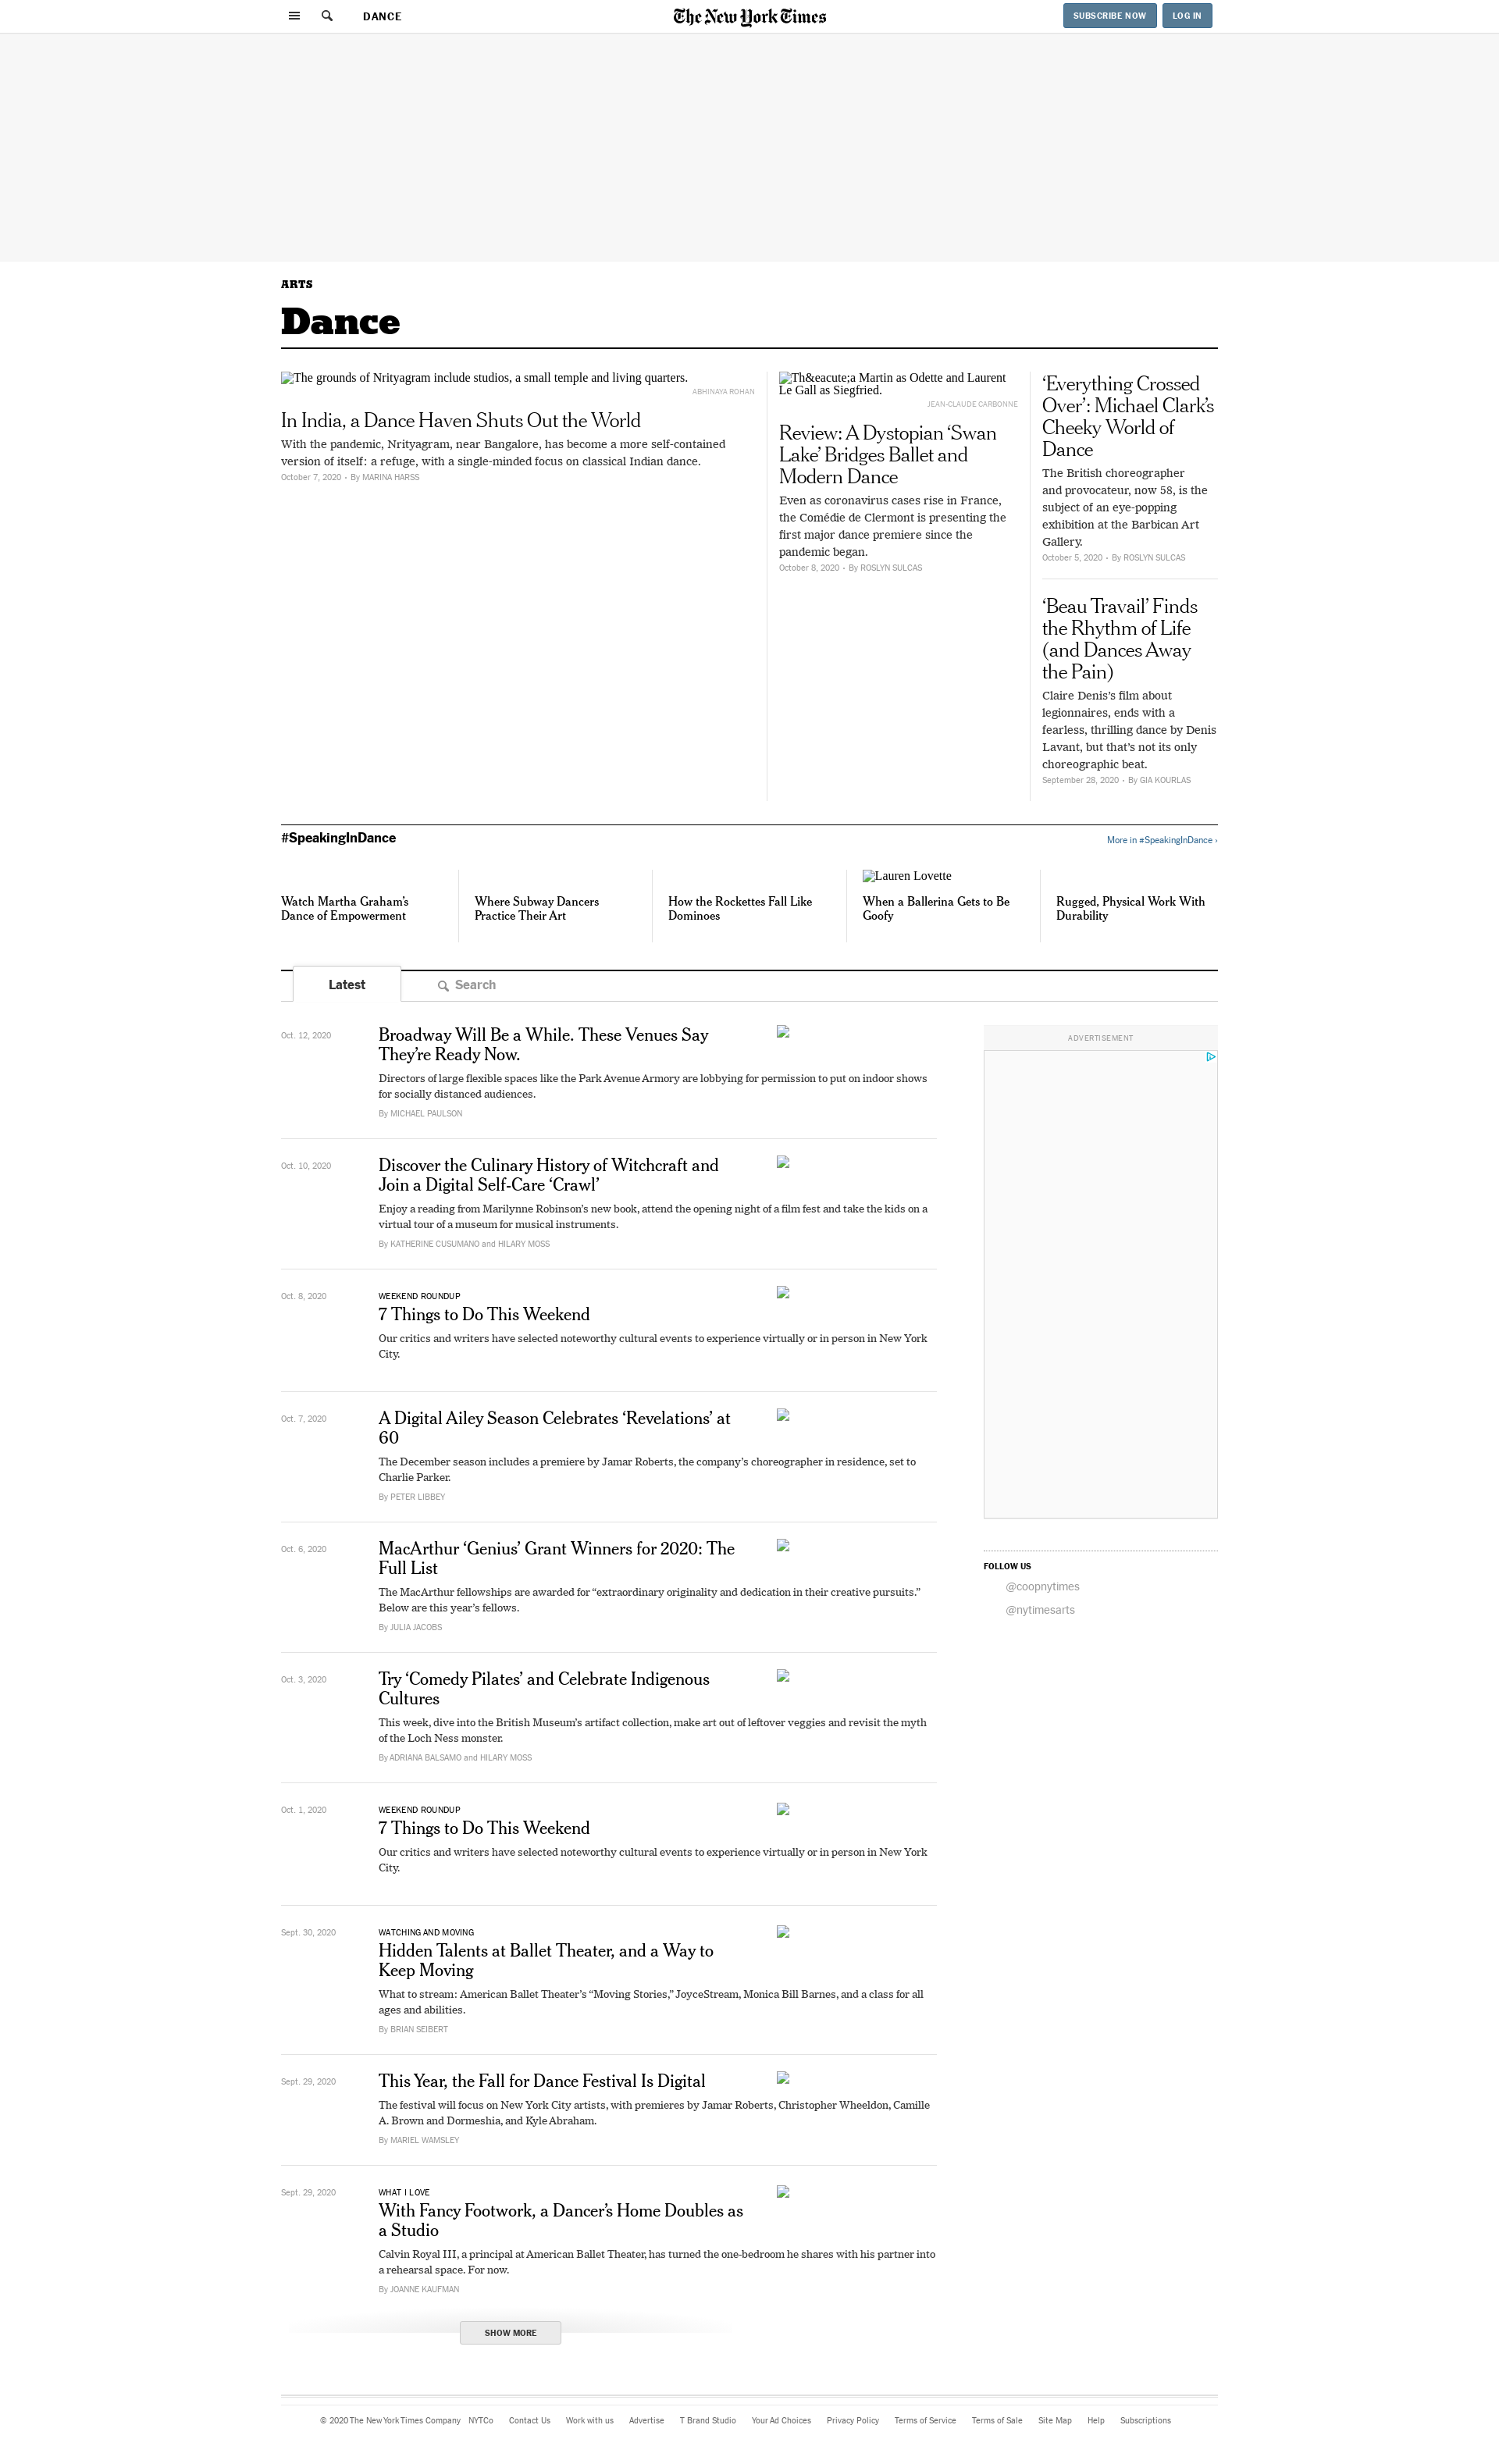 DANCE
The New York Times
SUBSCRIBE NOW
LOG IN
ARTS
Dance
The grounds of Nrityagram include studios, a small temple and living quarters.
ABHINAYA ROHAN
In India, a Dance Haven Shuts Out the World
With the pandemic, Nrityagram, near Bangalore, has become a more self-contained
version of itself: a refuge, with a single-minded focus on classical Indian dance.
October 7, 2020 • By MARINA HARSS
Th&eacute;a Martin as Odette and Laurent
Le Gall as Siegfried.
JEAN-CLAUDE CARBONNE
Review: A Dystopian ‘Swan
Lake’ Bridges Ballet and
Modern Dance
Even as coronavirus cases rise in France,
the Comédie de Clermont is presenting the
first major dance premiere since the
pandemic began.
October 8, 2020 • By ROSLYN SULCAS
‘Everything Crossed
Over’: Michael Clark’s
Cheeky World of
Dance
The British choreographer
and provocateur, now 58, is the
subject of an eye-popping
exhibition at the Barbican Art
Gallery.
October 5, 2020 • By ROSLYN SULCAS
‘Beau Travail’ Finds
the Rhythm of Life
(and Dances Away
the Pain)
Claire Denis’s film about
legionnaires, ends with a
fearless, thrilling dance by Denis
Lavant, but that’s not its only
choreographic beat.
September 28, 2020 • By GIA KOURLAS
#SpeakingInDance
More in #SpeakingInDance ›
Watch Martha Graham’s
Dance of Empowerment
Where Subway Dancers
Practice Their Art
How the Rockettes Fall Like
Dominoes
Lauren Lovette
When a Ballerina Gets to Be
Goofy
Rugged, Physical Work With
Durability
Latest
Search
Oct. 12, 2020
Broadway Will Be a While. These Venues Say
They’re Ready Now.
Directors of large flexible spaces like the Park Avenue Armory are lobbying for permission to put on indoor shows
for socially distanced audiences.
By MICHAEL PAULSON
Oct. 10, 2020
Discover the Culinary History of Witchcraft and
Join a Digital Self-Care ‘Crawl’
Enjoy a reading from Marilynne Robinson’s new book, attend the opening night of a film fest and take the kids on a
virtual tour of a museum for musical instruments.
By KATHERINE CUSUMANO and HILARY MOSS
Oct. 8, 2020
WEEKEND ROUNDUP
7 Things to Do This Weekend
Our critics and writers have selected noteworthy cultural events to experience virtually or in person in New York
City.
Oct. 7, 2020
A Digital Ailey Season Celebrates ‘Revelations’ at
60
The December season includes a premiere by Jamar Roberts, the company’s choreographer in residence, set to
Charlie Parker.
By PETER LIBBEY
Oct. 6, 2020
MacArthur ‘Genius’ Grant Winners for 2020: The
Full List
The MacArthur fellowships are awarded for “extraordinary originality and dedication in their creative pursuits.”
Below are this year’s fellows.
By JULIA JACOBS
Oct. 3, 2020
Try ‘Comedy Pilates’ and Celebrate Indigenous
Cultures
This week, dive into the British Museum’s artifact collection, make art out of leftover veggies and revisit the myth
of the Loch Ness monster.
By ADRIANA BALSAMO and HILARY MOSS
Oct. 1, 2020
WEEKEND ROUNDUP
7 Things to Do This Weekend
Our critics and writers have selected noteworthy cultural events to experience virtually or in person in New York
City.
Sept. 30, 2020
WATCHING AND MOVING
Hidden Talents at Ballet Theater, and a Way to
Keep Moving
What to stream: American Ballet Theater’s “Moving Stories,” JoyceStream, Monica Bill Barnes, and a class for all
ages and abilities.
By BRIAN SEIBERT
Sept. 29, 2020
This Year, the Fall for Dance Festival Is Digital
The festival will focus on New York City artists, with premieres by Jamar Roberts, Christopher Wheeldon, Camille
A. Brown and Dormeshia, and Kyle Abraham.
By MARIEL WAMSLEY
Sept. 29, 2020
WHAT I LOVE
With Fancy Footwork, a Dancer’s Home Doubles as
a Studio
Calvin Royal III, a principal at American Ballet Theater, has turned the one-bedroom he shares with his partner into
a rehearsal space. For now.
By JOANNE KAUFMAN
SHOW MORE
ADVERTISEMENT
FOLLOW US
@coopnytimes
@nytimesarts
© 2020 The New York Times Company NYTCo Contact Us Work with us Advertise T Brand Studio Your Ad Choices Privacy Policy Terms of Service Terms of Sale Site Map Help Subscriptions